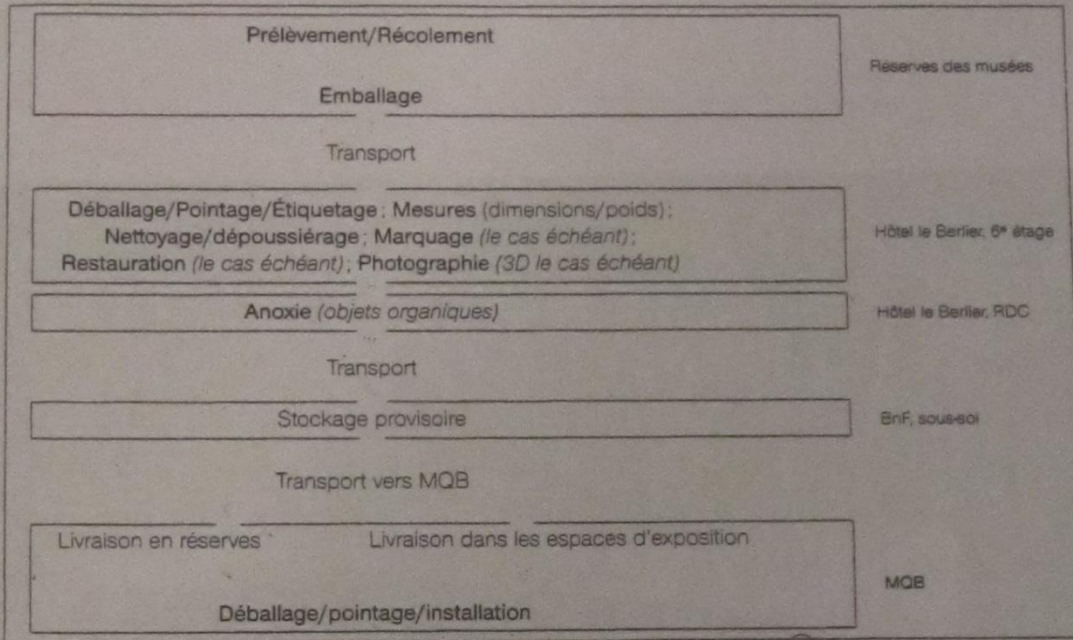 Prélèvement/Récolement
Emballage
Réserves des musées
Transport
Déballage/Pointage/Étiquetage ; Mesures (dimensions/poids) ;
Nettoyage/dépoussiérage ; Marquage (le cas échéant) ;
Restauration (le cas échéant) ; Photographie (3D le cas échéant)
Hôtel le Berlier, 6e étage
Anoxie (objets organiques)
Hôtel le Berlier, RDC
Transport
Stockage provisoire
BnF, sous-sol
Transport vers MQB
Livraison en réserves
Livraison dans les espaces d'exposition
Déballage/pointage/installation
MQB